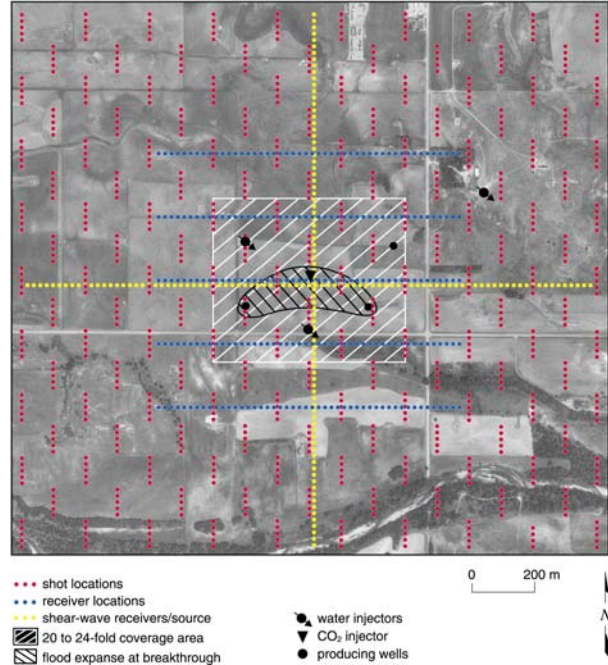 shot locations
receiver locations
shear-wave receivers/source
20 to 24-fold coverage area
flood expanse at breakthrough
water injectors
CO₂ injector
producing wells
0 200 m
N